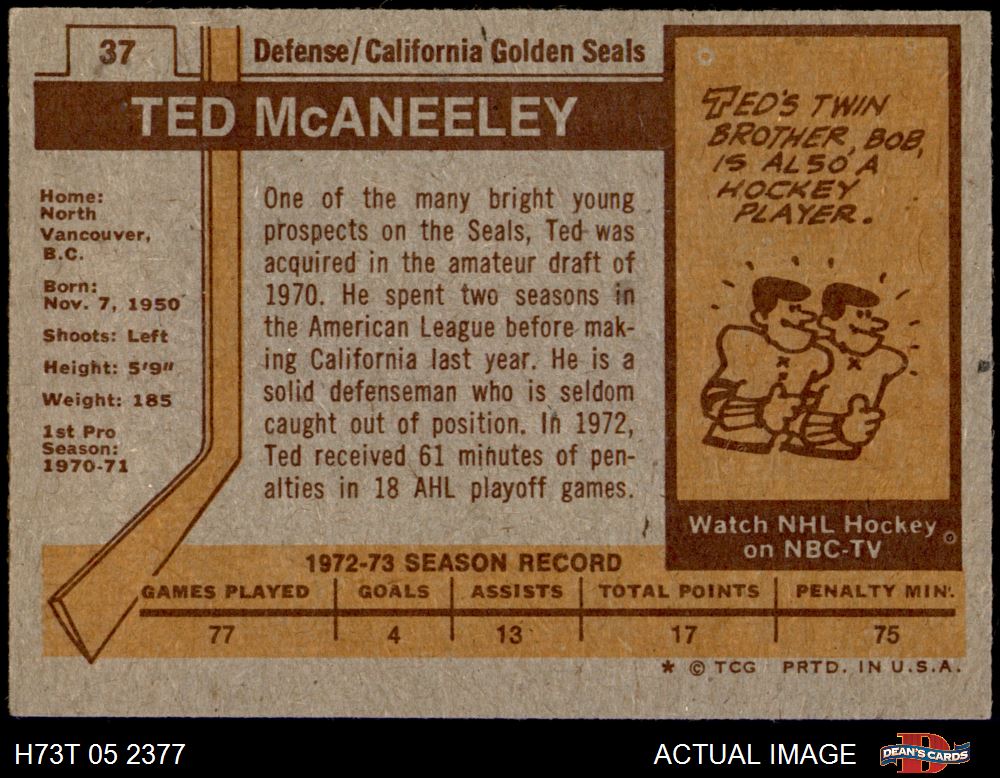 37
Defense/California Golden Seals
TED McANEELEY
Home:
North
Vancouver,
B.C.
Born:
Nov. 7, 1950
Shoots: Left
Height: 5'9"
Weight: 185
1st Pro
Season:
1970-71
One of the many bright young
prospects on the Seals, Ted was
acquired in the amateur draft of
1970. He spent two seasons in
the American League before mak-
ing California last year. He is a
solid defenseman who is seldom
caught out of position. In 1972,
Ted received 61 minutes of pen-
alties in 18 AHL playoff games.
TED'S TWIN
BROTHER, BOB,
IS ALSO A
HOCKEY
PLAYER.
Watch NHL Hockey
on NBC-TV
1972-73 SEASON RECORD
GAMES PLAYED GOALS ASSISTS TOTAL POINTS PENALTY MIN.
77 4 13 17 75
* © TCG PRTD. IN U.S.A.
H73T 05 2377
ACTUAL IMAGE
DEAN'S CARDS